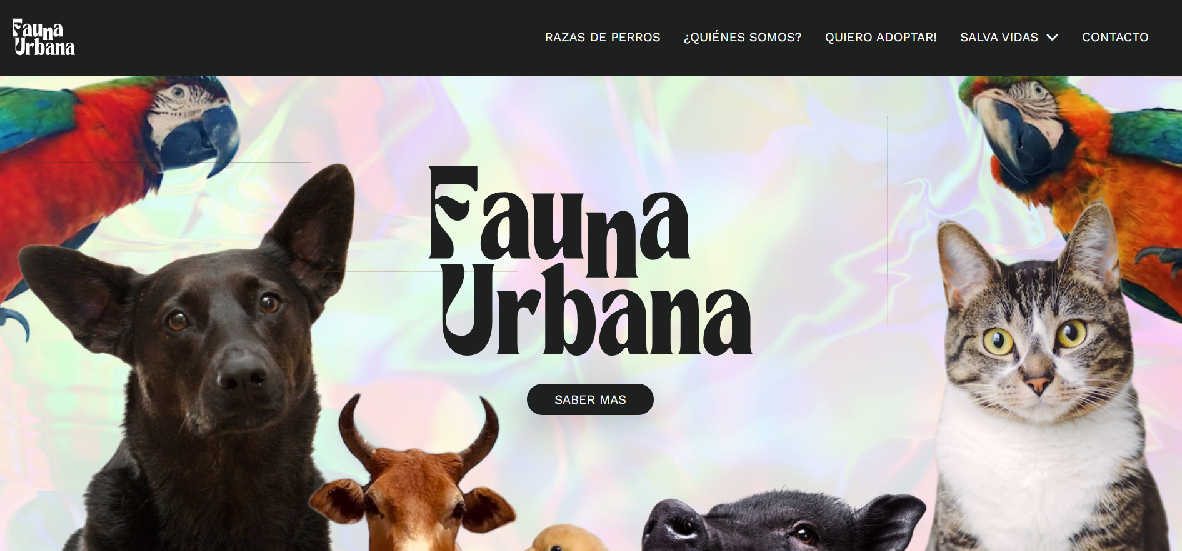 Fauna
Urbana
RAZAS DE PERROS ¿QUIÉNES SOMOS? QUIERO ADOPTAR! SALVA VIDAS CONTACTO
Fauna
Urbana
SABER MAS